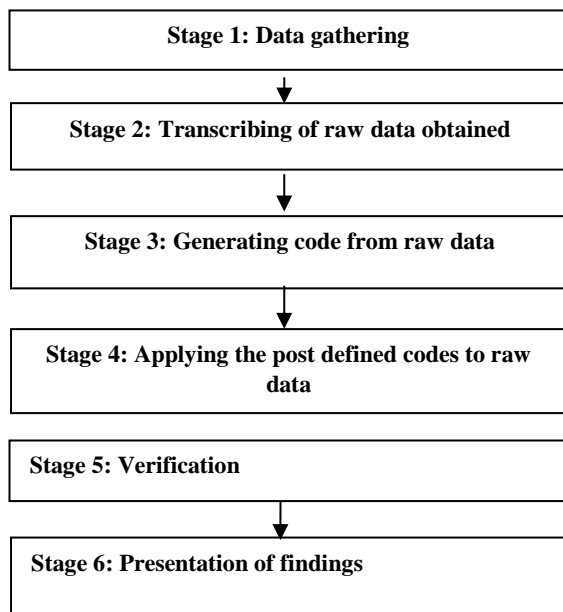 Stage 1: Data gathering
Stage 2: Transcribing of raw data obtained
Stage 3: Generating code from raw data
Stage 4: Applying the post defined codes to raw
data
Stage 5: Verification
Stage 6: Presentation of findings